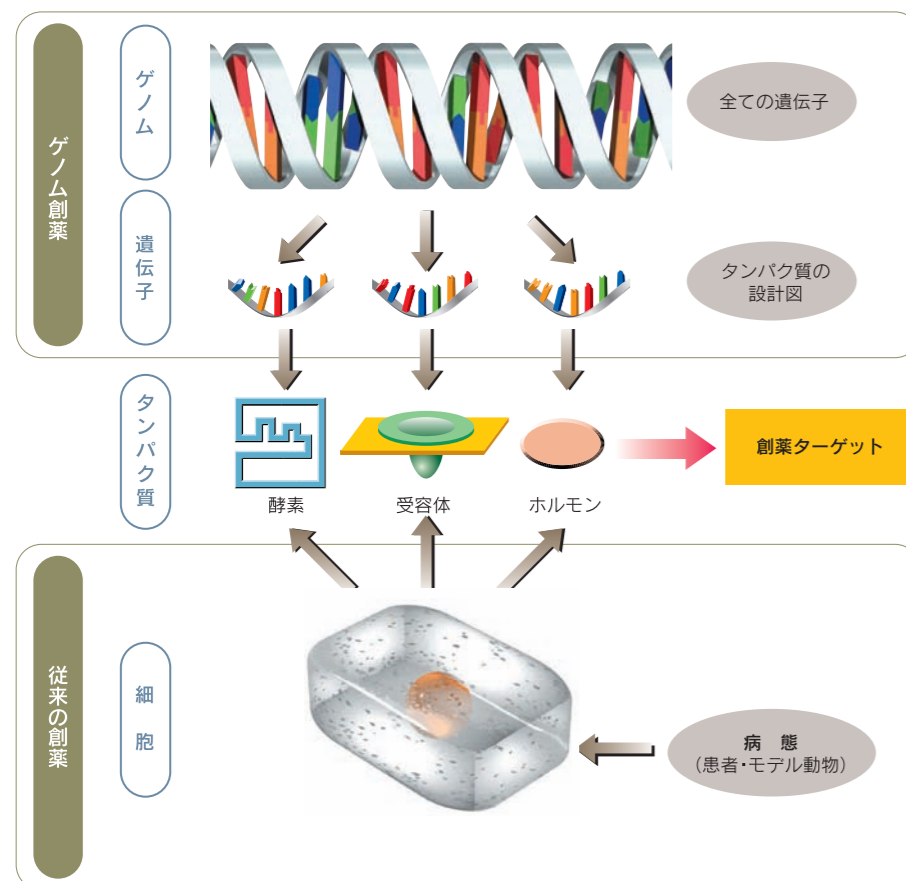 ゲノム創薬
ゲノム
全ての遺伝子
遺伝子
タンパク質の
設計図
タンパク質
酵素
受容体
ホルモン
創薬ターゲット
従来の創薬
細 胞
病 態
(患者・モデル動物)